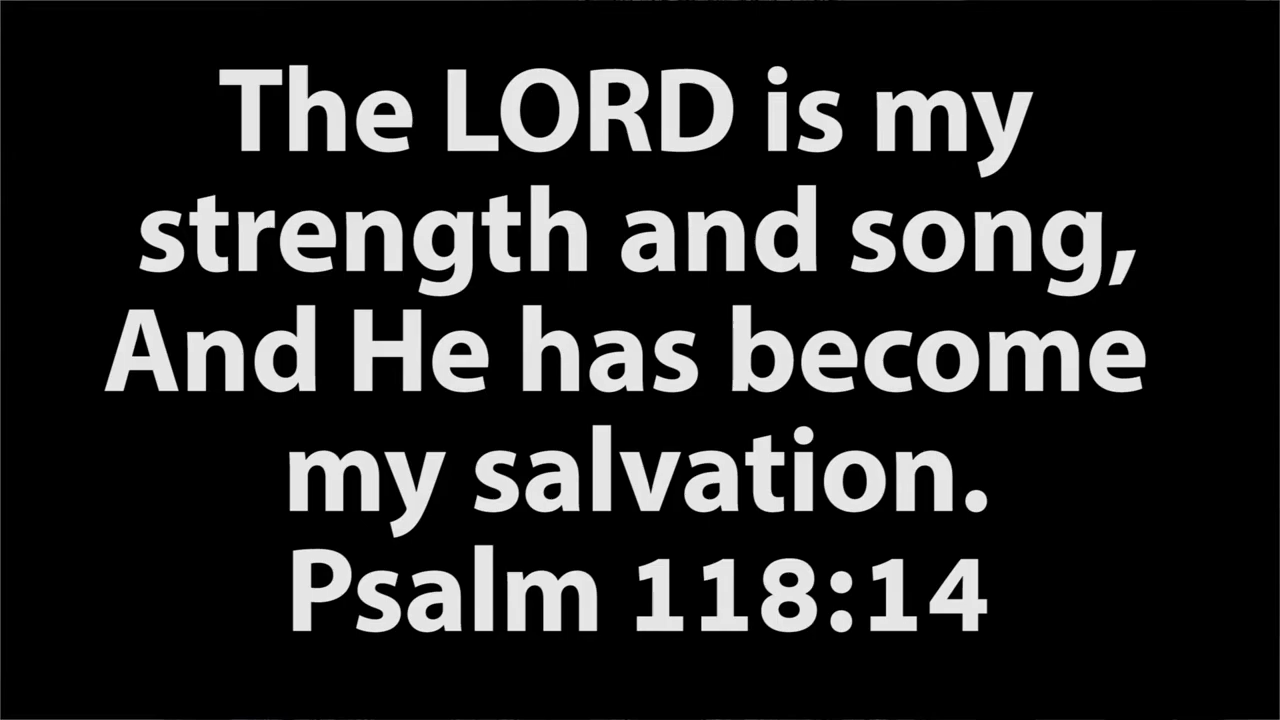 The LORD is my
strength and song,
And He has become
my salvation.
Psalm 118:14